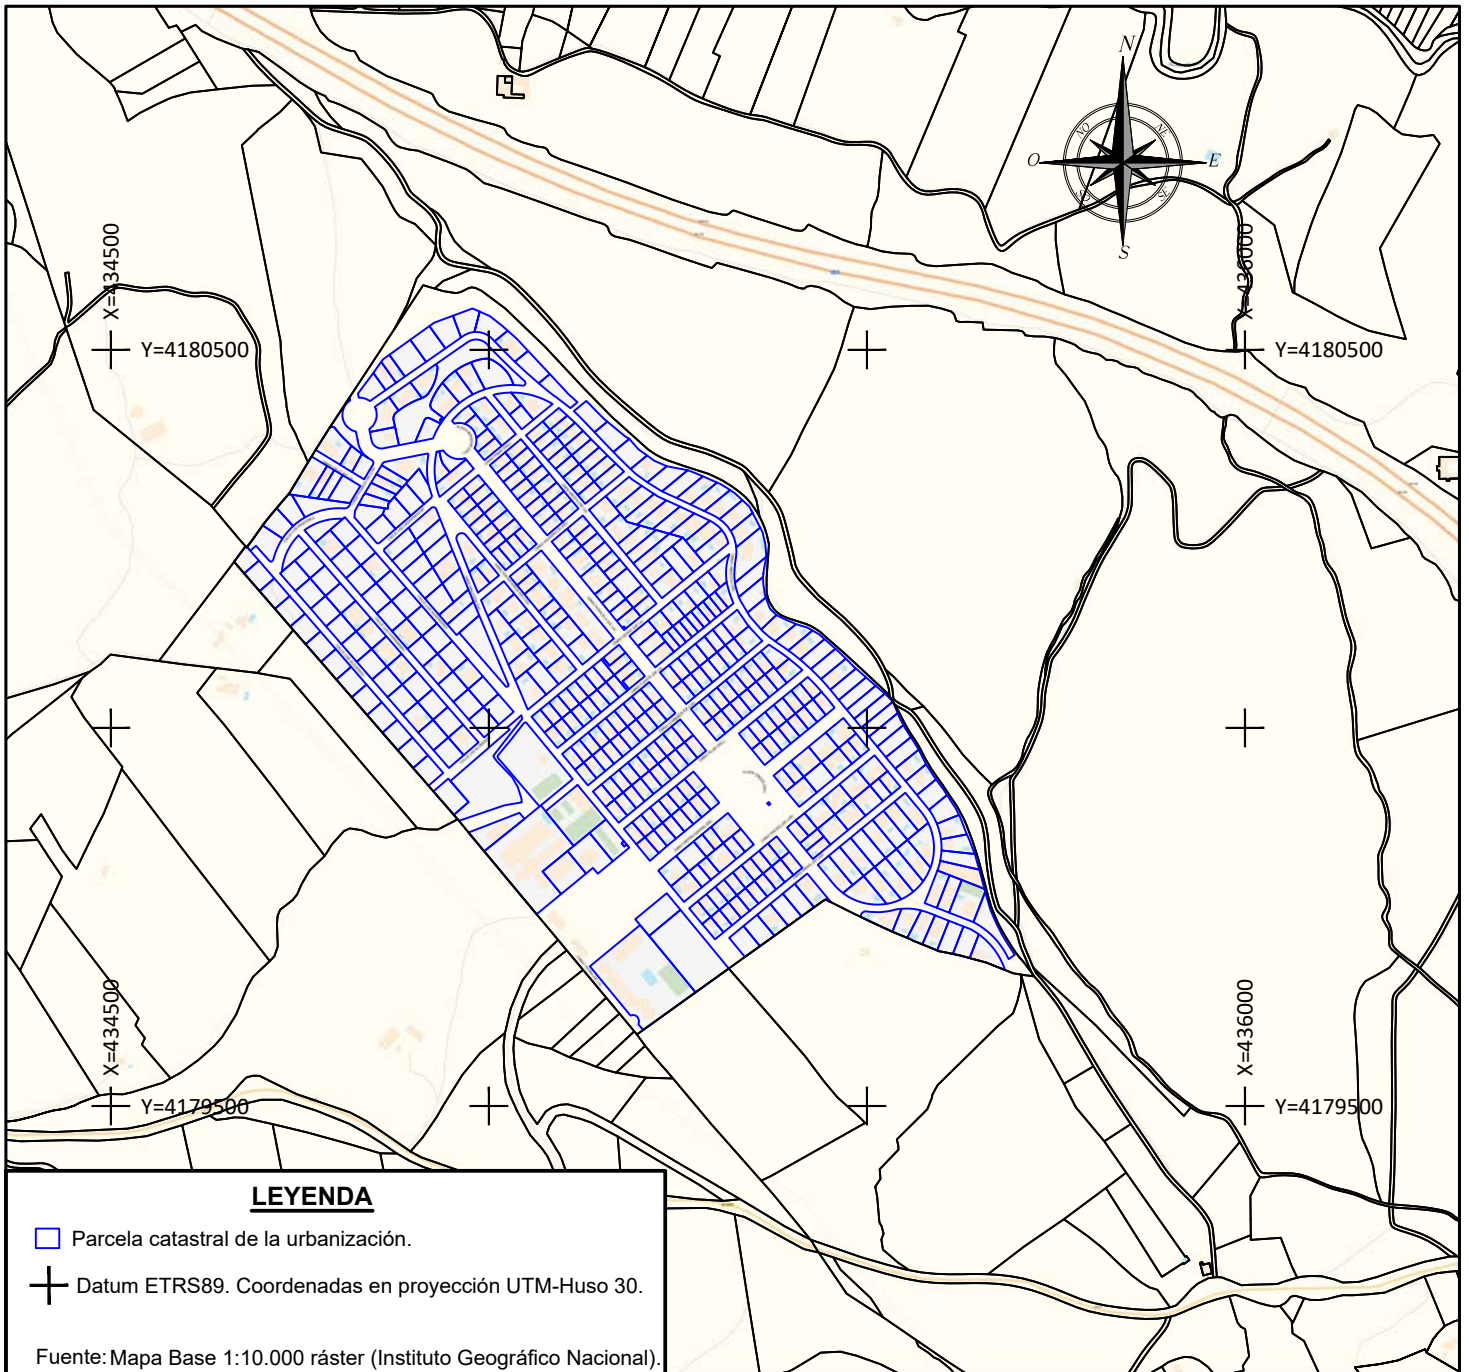 N
NO
NE
O
E
SO
SE
S
X=434500
X=436000
Y=4180500
Y=4180500
X=434500
X=436000
Y=4179500
Y=4179500
LEYENDA
Parcela catastral de la urbanización.
Datum ETRS89. Coordenadas en proyección UTM-Huso 30.
Fuente: Mapa Base 1:10.000 ráster (Instituto Geográfico Nacional).